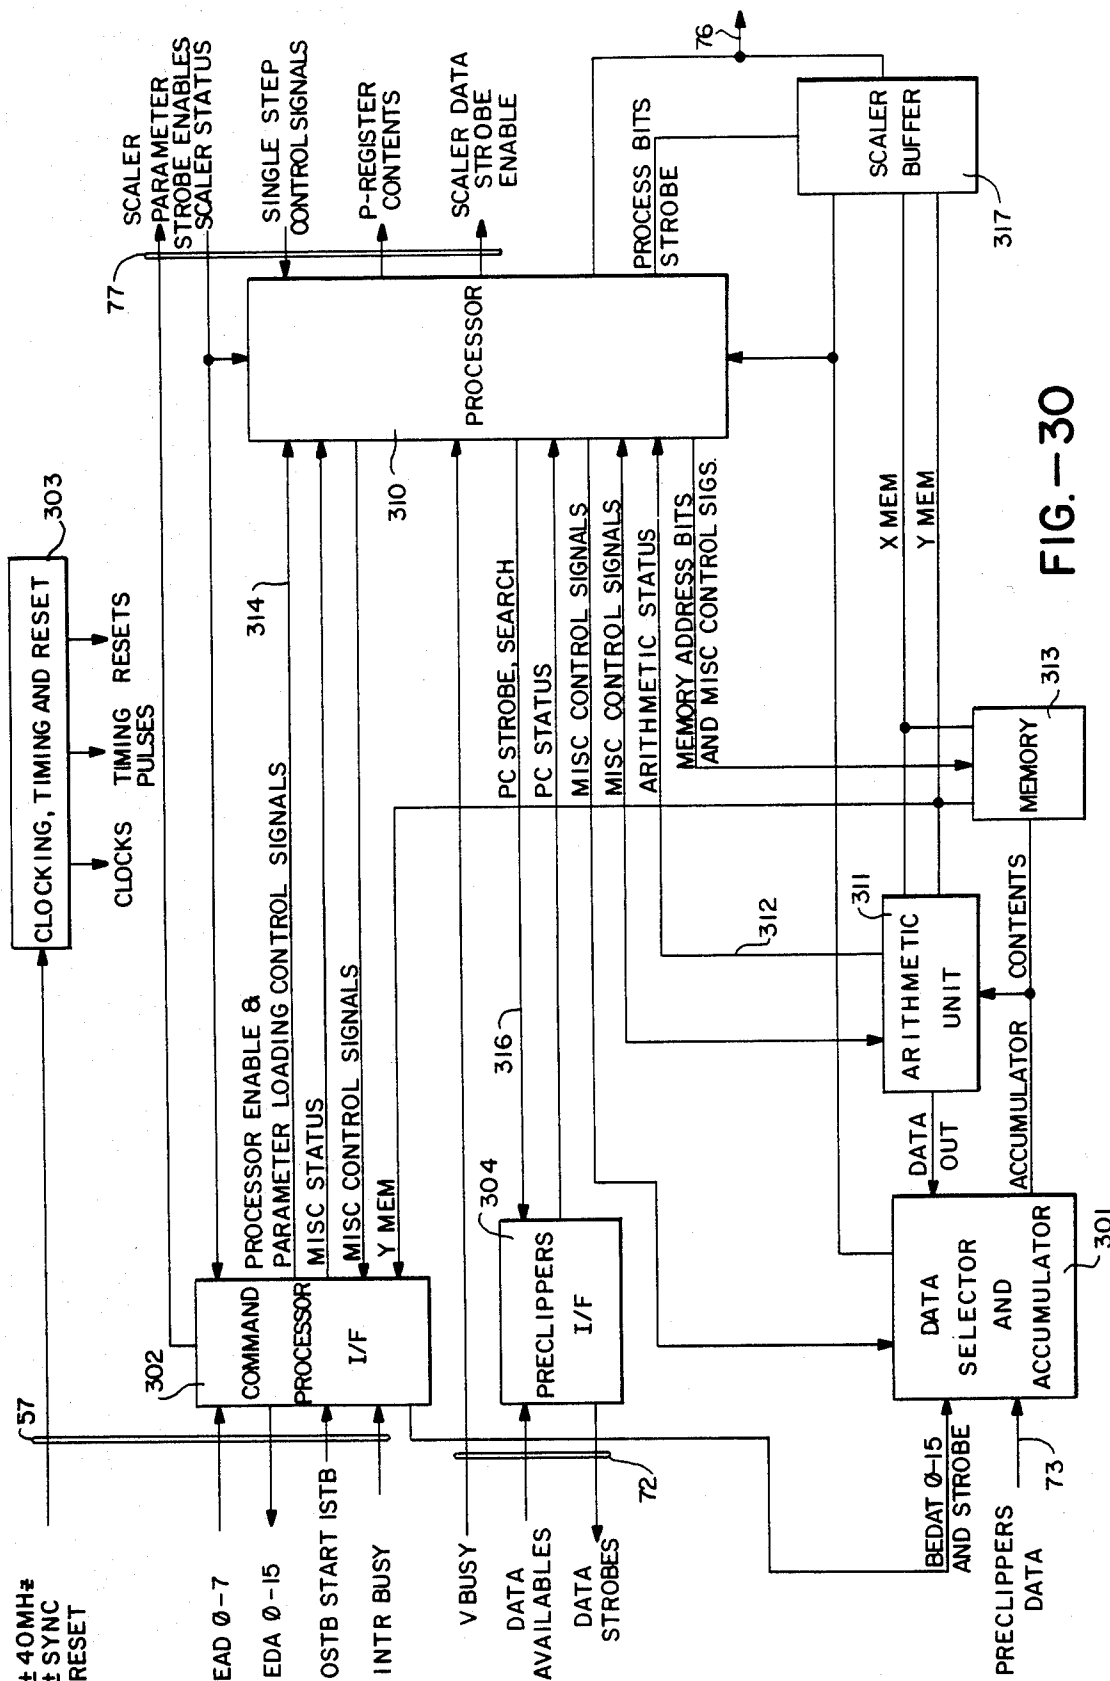 ± 40MHz
± SYNC
RESET
57
CLOCKING, TIMING AND RESET
303
CLOCKS
TIMING
PULSES
RESETS
77
SCALER
PARAMETER
STROBE ENABLES
SCALER STATUS
SINGLE STEP
CONTROL SIGNALS
P-REGISTER
CONTENTS
SCALER DATA
STROBE
ENABLE
76
EAD Ø-7
EDA Ø-15
OSTB START ISTB
INTR BUSY
302
COMMAND
PROCESSOR
I/F
PROCESSOR ENABLE &
PARAMETER LOADING CONTROL SIGNALS
314
MISC STATUS
MISC CONTROL SIGNALS
Y MEM
310
PROCESSOR
PROCESS BITS
STROBE
V BUSY
DATA
AVAILABLES
DATA
STROBES
72
304
PRECLIPPERS
I/F
316
PC STROBE, SEARCH
PC STATUS
MISC CONTROL SIGNALS
MISC CONTROL SIGNALS
ARITHMETIC STATUS
MEMORY ADDRESS BITS
AND MISC CONTROL SIGS.
312
SCALER
BUFFER
317
X MEM
Y MEM
BEDAT Ø-15
AND STROBE
73
PRECLIPPERS
DATA
DATA
SELECTOR
AND
ACCUMULATOR
301
DATA
OUT
ARITHMETIC
UNIT
311
ACCUMULATOR CONTENTS
MEMORY
313
FIG.-30